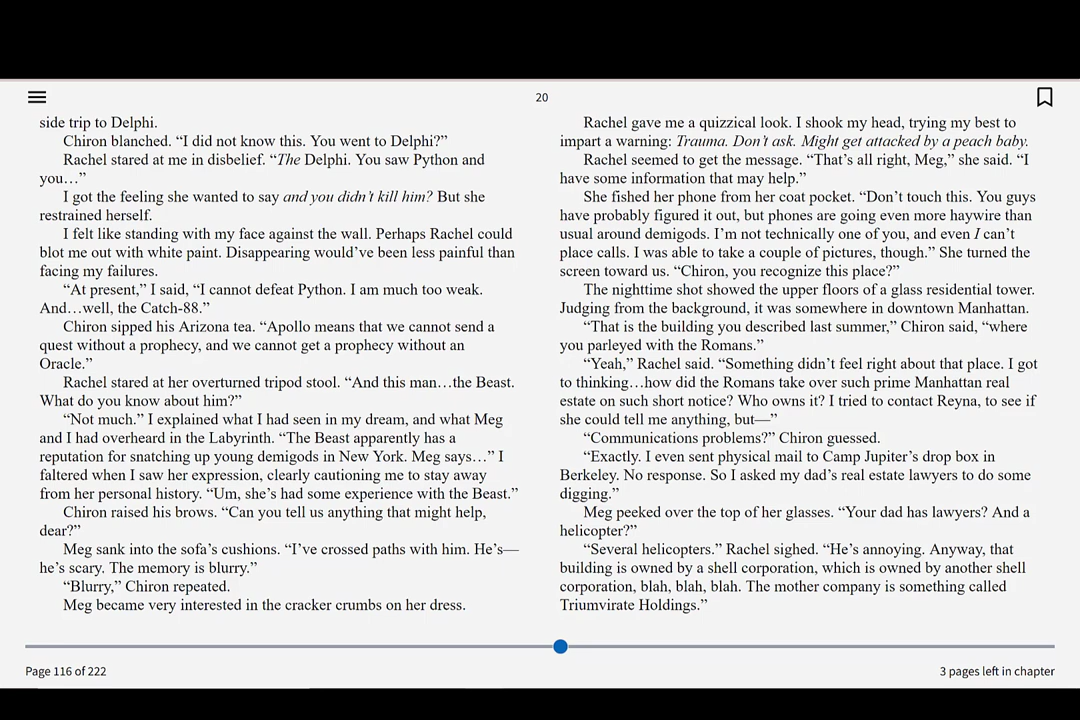 20
side trip to Delphi.
Chiron blanched. “I did not know this. You went to Delphi?”
Rachel stared at me in disbelief. “The Delphi. You saw Python and
you…”
I got the feeling she wanted to say and you didn’t kill him? But she
restrained herself.
I felt like standing with my face against the wall. Perhaps Rachel could
blot me out with white paint. Disappearing would’ve been less painful than
facing my failures.
“At present,” I said, “I cannot defeat Python. I am much too weak.
And…well, the Catch-88.”
Chiron sipped his Arizona tea. “Apollo means that we cannot send a
quest without a prophecy, and we cannot get a prophecy without an
Oracle.”
Rachel stared at her overturned tripod stool. “And this man…the Beast.
What do you know about him?”
“Not much.” I explained what I had seen in my dream, and what Meg
and I had overheard in the Labyrinth. “The Beast apparently has a
reputation for snatching up young demigods in New York. Meg says…” I
faltered when I saw her expression, clearly cautioning me to stay away
from her personal history. “Um, she’s had some experience with the Beast.”
Chiron raised his brows. “Can you tell us anything that might help,
dear?”
Meg sank into the sofa’s cushions. “I’ve crossed paths with him. He’s—
he’s scary. The memory is blurry.”
“Blurry,” Chiron repeated.
Meg became very interested in the cracker crumbs on her dress.
Rachel gave me a quizzical look. I shook my head, trying my best to
impart a warning: Trauma. Don’t ask. Might get attacked by a peach baby.
Rachel seemed to get the message. “That’s all right, Meg,” she said. “I
have some information that may help.”
She fished her phone from her coat pocket. “Don’t touch this. You guys
have probably figured it out, but phones are going even more haywire than
usual around demigods. I’m not technically one of you, and even I can’t
place calls. I was able to take a couple of pictures, though.” She turned the
screen toward us. “Chiron, you recognize this place?”
The nighttime shot showed the upper floors of a glass residential tower.
Judging from the background, it was somewhere in downtown Manhattan.
“That is the building you described last summer,” Chiron said, “where
you parleyed with the Romans.”
“Yeah,” Rachel said. “Something didn’t feel right about that place. I got
to thinking…how did the Romans take over such prime Manhattan real
estate on such short notice? Who owns it? I tried to contact Reyna, to see if
she could tell me anything, but—”
“Communications problems?” Chiron guessed.
“Exactly. I even sent physical mail to Camp Jupiter’s drop box in
Berkeley. No response. So I asked my dad’s real estate lawyers to do some
digging.”
Meg peeked over the top of her glasses. “Your dad has lawyers? And a
helicopter?”
“Several helicopters.” Rachel sighed. “He’s annoying. Anyway, that
building is owned by a shell corporation, which is owned by another shell
corporation, blah, blah, blah. The mother company is something called
Triumvirate Holdings.”
Page 116 of 222
3 pages left in chapter